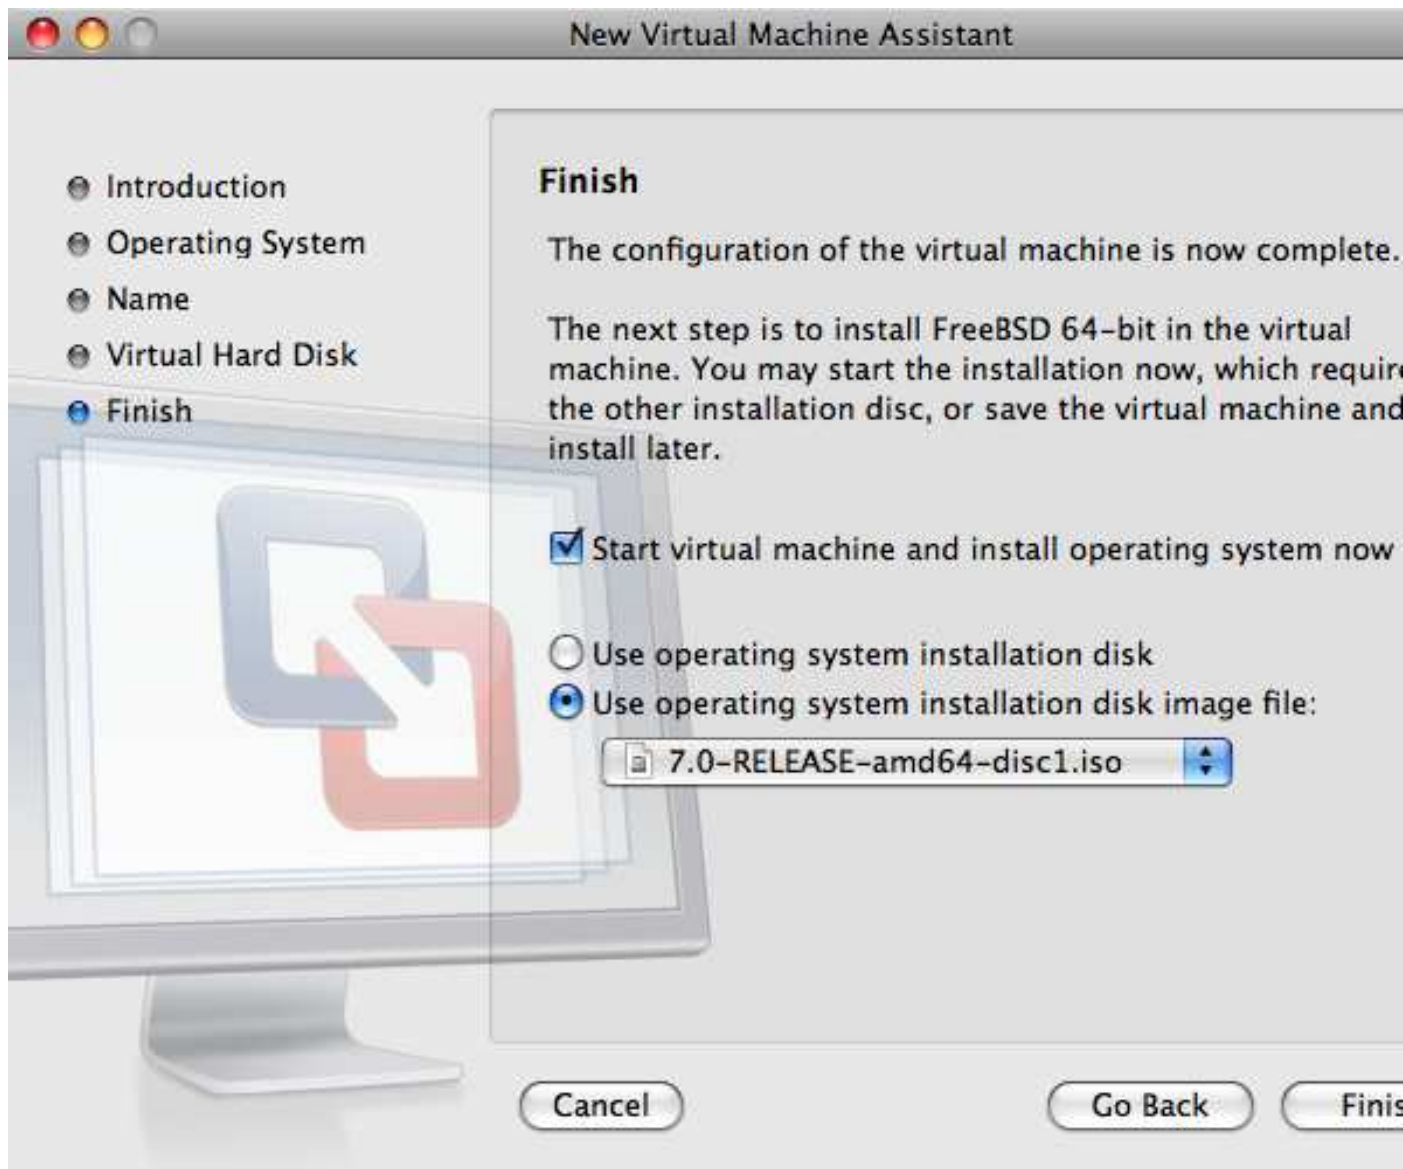 New Virtual Machine Assistant
Introduction
Operating System
Name
Virtual Hard Disk
Finish
Finish
The configuration of the virtual machine is now complete.
The next step is to install FreeBSD 64-bit in the virtual
machine. You may start the installation now, which require
the other installation disc, or save the virtual machine and
install later.
Start virtual machine and install operating system now
Use operating system installation disk
Use operating system installation disk image file:
7.0-RELEASE-amd64-disc1.iso
Cancel
Go Back
Finis